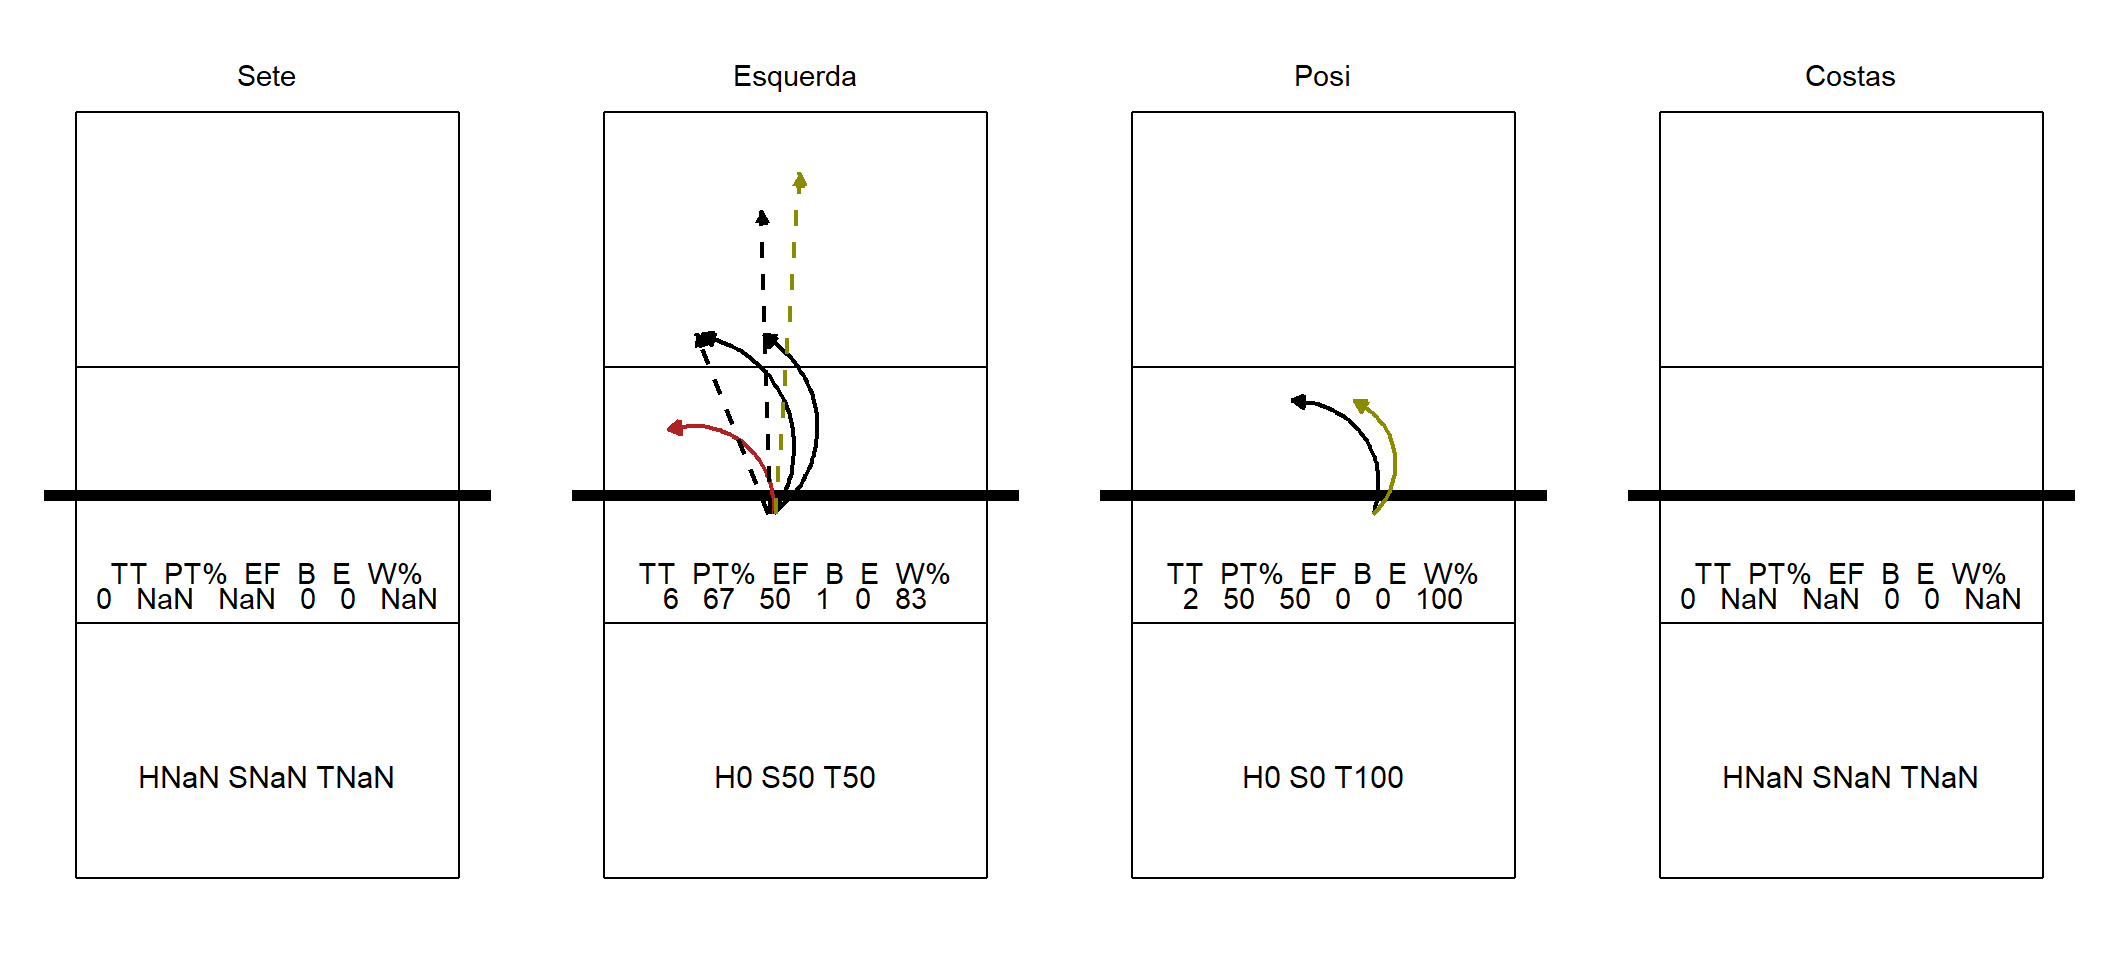 Sete
TT PT% EF B E W%
0 NaN NaN 0 0 NaN
HNaN SNaN TNaN
Esquerda
TT PT% EF B E W%
6 67 50 1 0 83
H0 S50 T50
Posi
TT PT% EF B E W%
2 50 50 0 0 100
H0 S0 T100
Costas
TT PT% EF B E W%
0 NaN NaN 0 0 NaN
HNaN SNaN TNaN